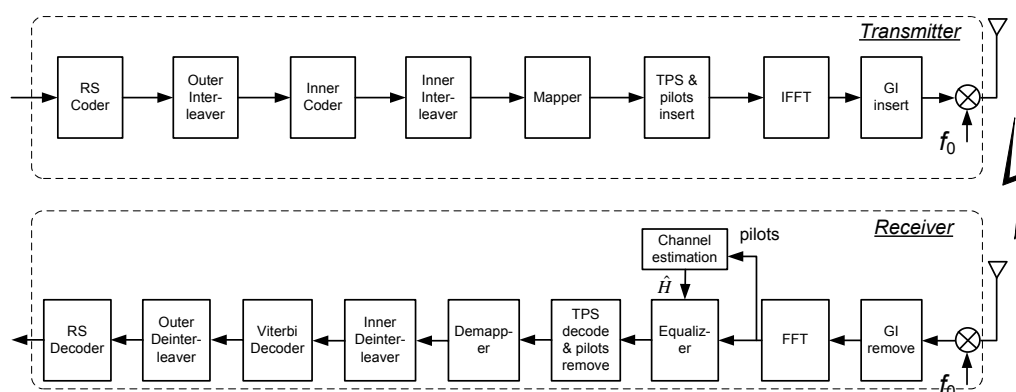 Transmitter
RS
Coder
Outer
Inter-
leaver
Inner
Coder
Inner
Inter-
leaver
Mapper
TPS &
pilots
insert
IFFT
GI
insert
f0
Receiver
Channel
estimation
pilots
Ĥ
RS
Decoder
Outer
Deinter-
leaver
Viterbi
Decoder
Inner
Deinter-
leaver
Demapp-
er
TPS
decode
& pilots
remove
Equaliz-
er
FFT
GI
remove
f0